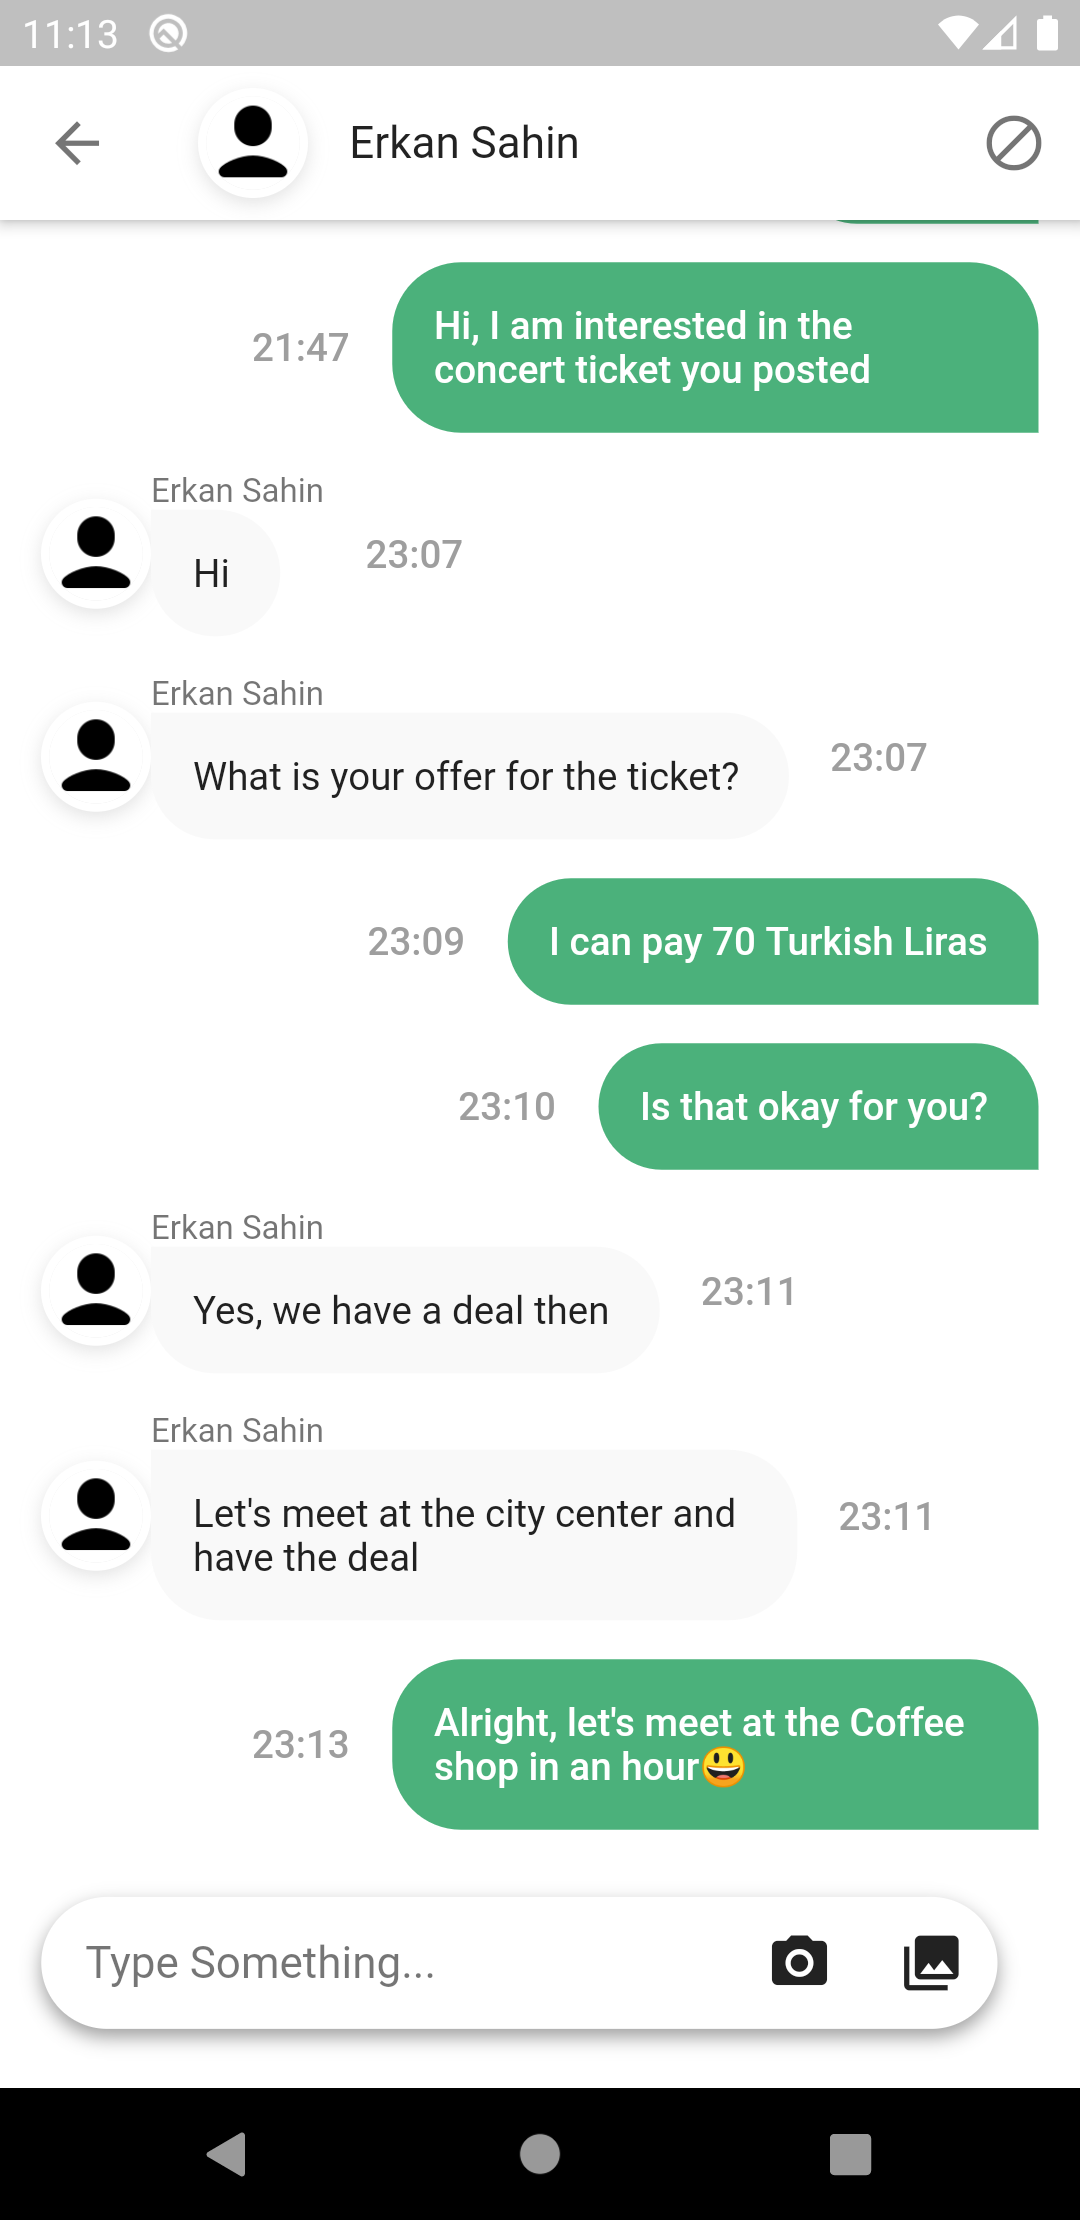 11:13
Erkan Sahin
21:47
Hi, I am interested in the
concert ticket you posted
Erkan Sahin
Hi
23:07
Erkan Sahin
What is your offer for the ticket?
23:07
23:09
I can pay 70 Turkish Liras
23:10
Is that okay for you?
Erkan Sahin
Yes, we have a deal then
23:11
Erkan Sahin
Let's meet at the city center and
have the deal
23:11
23:13
Alright, let's meet at the Coffee
shop in an hour😃
Type Something...